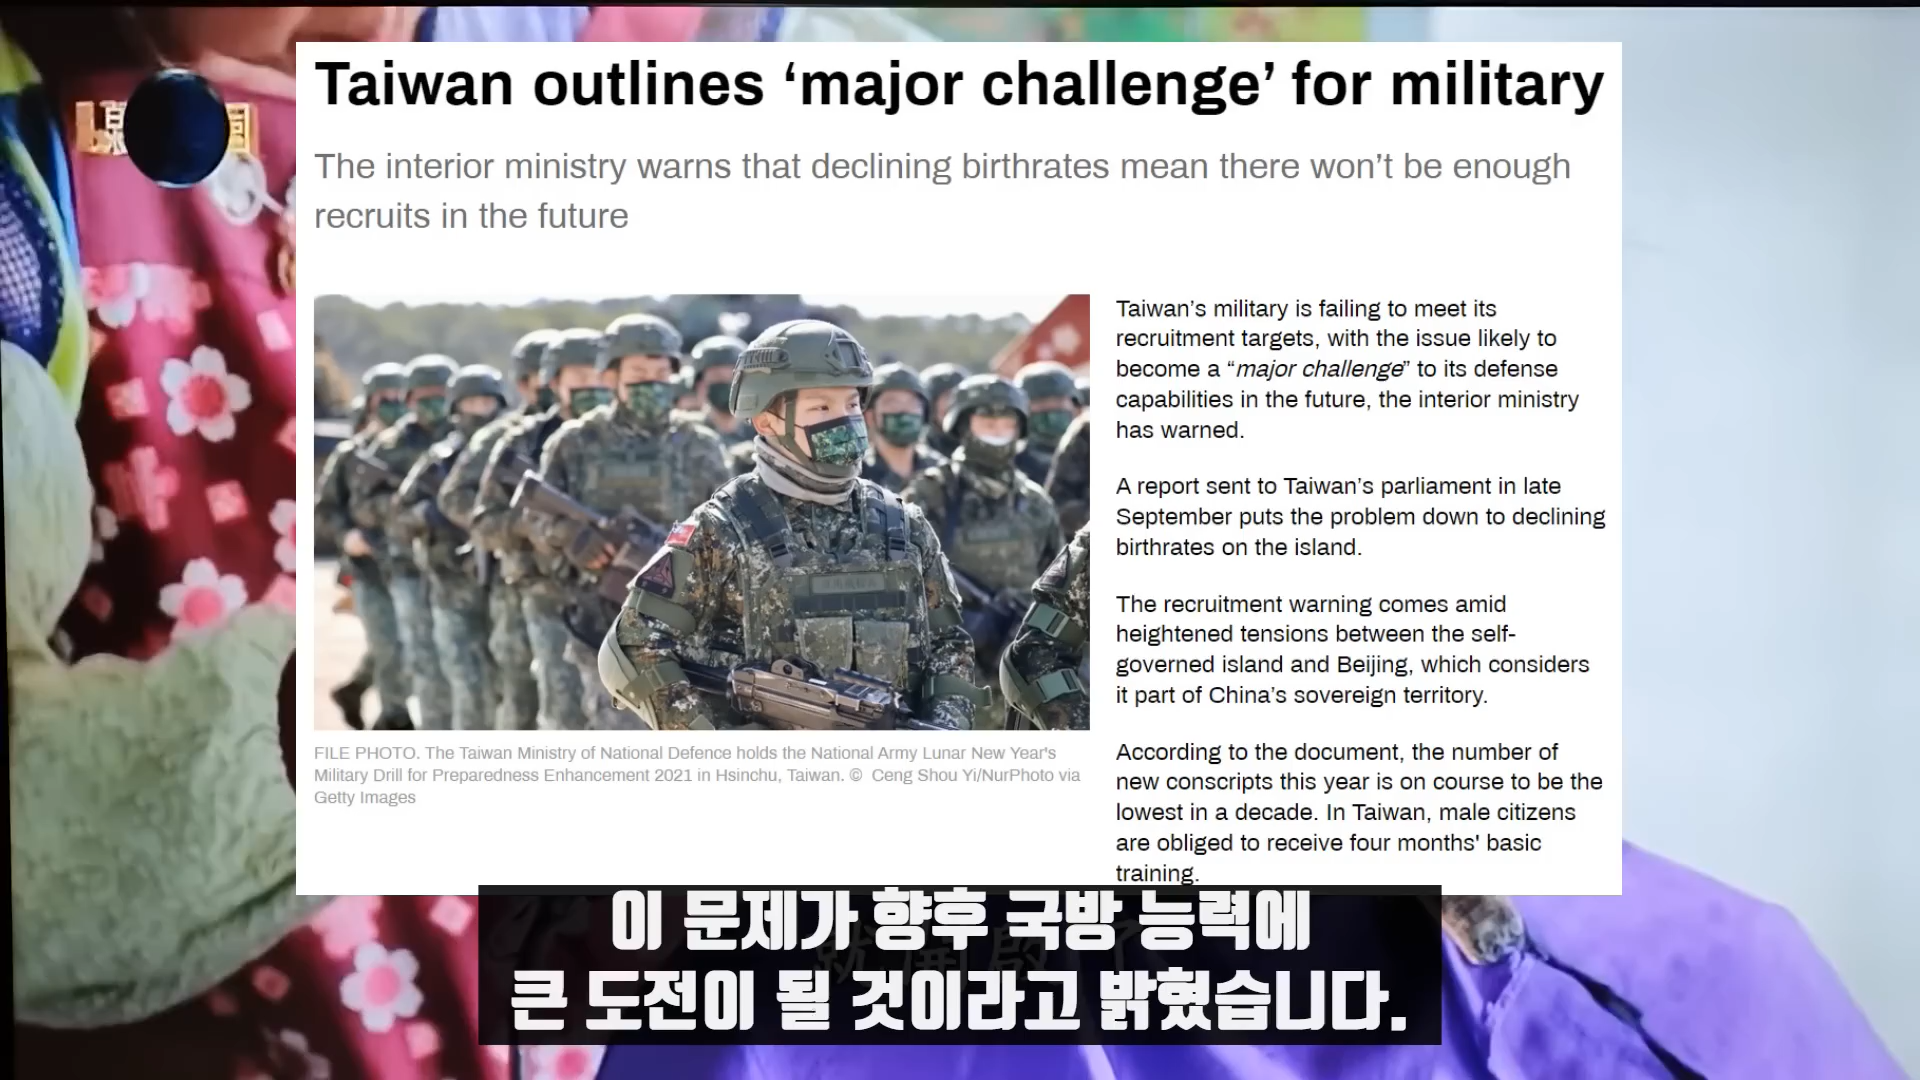 Taiwan outlines ‘major challenge’ for military
The interior ministry warns that declining birthrates mean there won’t be enough
recruits in the future
Taiwan’s military is failing to meet its
recruitment targets, with the issue likely to
become a “major challenge” to its defense
capabilities in the future, the interior ministry
has warned.
A report sent to Taiwan’s parliament in late
September puts the problem down to declining
birthrates on the island.
The recruitment warning comes amid
heightened tensions between the self-
governed island and Beijing, which considers
it part of China’s sovereign territory.
According to the document, the number of
new conscripts this year is on course to be the
lowest in a decade. In Taiwan, male citizens
are obliged to receive four months' basic
training.
FILE PHOTO. The Taiwan Ministry of National Defence holds the National Army Lunar New Year's
Military Drill for Preparedness Enhancement 2021 in Hsinchu, Taiwan. © Ceng Shou Yi/NurPhoto via
Getty Images
이 문제가 향후 국방 능력에
큰 도전이 될 것이라고 밝혔습니다.